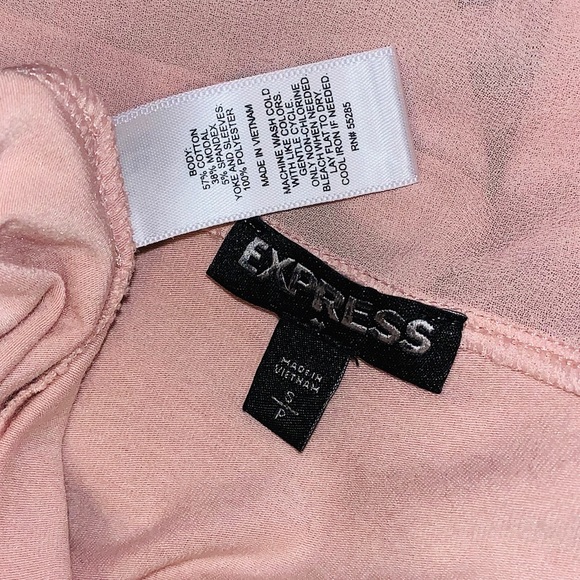 BODY:
57% COTTON
38% MODAL
5% SPANDEX
YOKE AND SLEEVES:
100% POLYESTER
MADE IN VIETNAM
MACHINE WASH COLD
WITH LIKE COLORS.
GENTLE CYCLE.
ONLY NON-CHLORINE
BLEACH WHEN NEEDED.
LAY FLAT TO DRY.
COOL IRON IF NEEDED.
RN# 55285
EXPRESS
MADE IN
VIETNAM
S
P